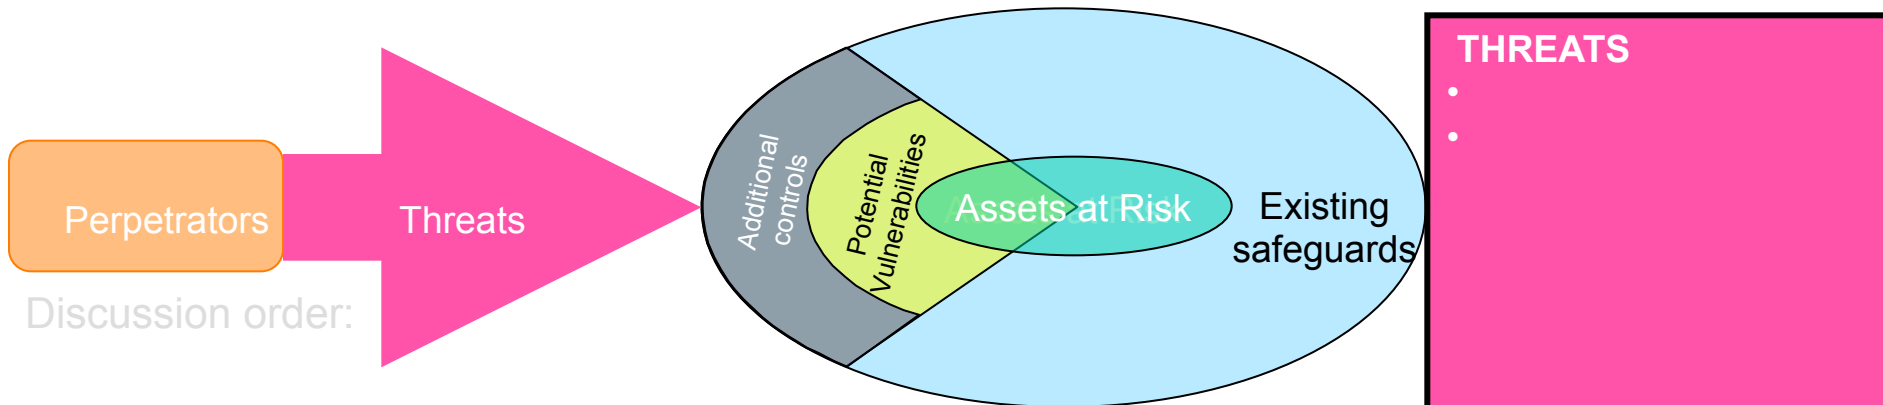 THREATS
•
•
Perpetrators
Threats
Additional
controls
Potential
Vulnerabilities
Assets at Risk
Existing
safeguards
Discussion order: